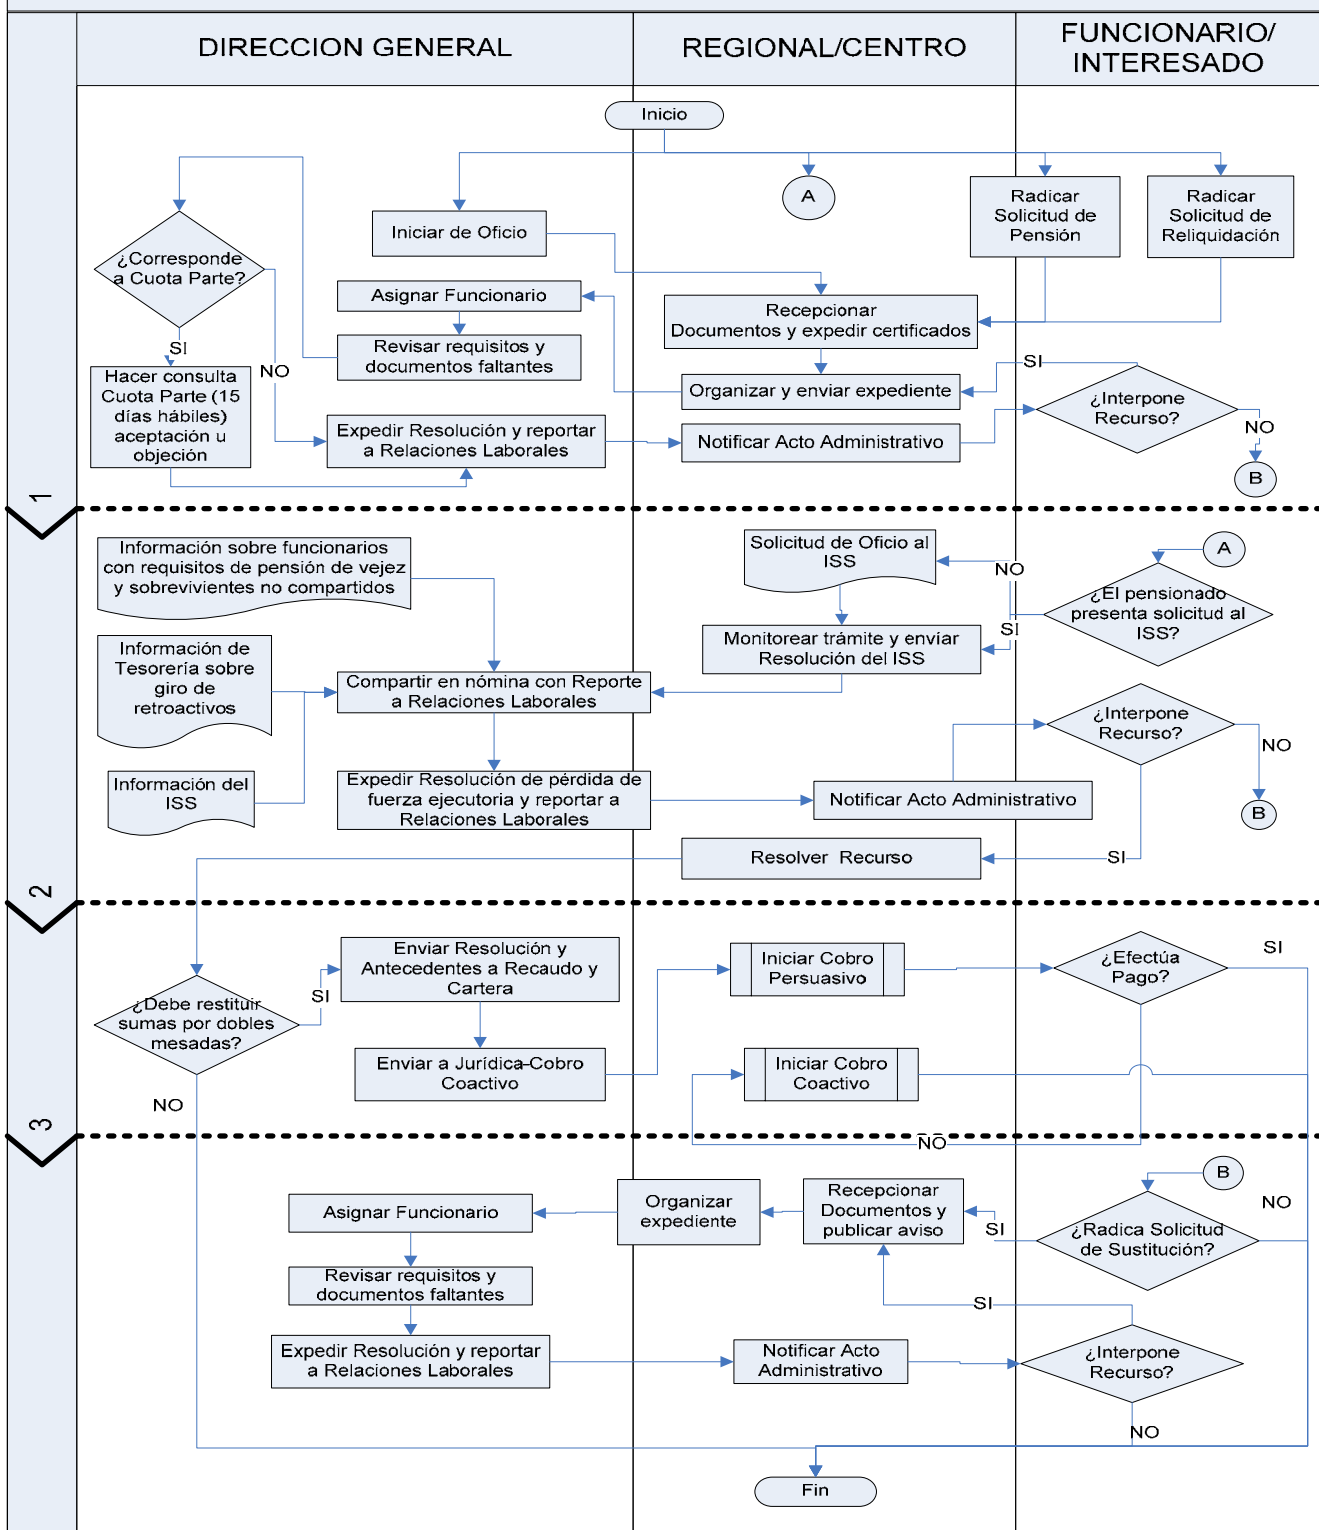 DIRECCION GENERAL
REGIONAL/CENTRO
FUNCIONARIO/
INTERESADO
Inicio
A
Radicar
Solicitud de
Pensión
Radicar
Solicitud de
Reliquidación
Iniciar de Oficio
¿Corresponde
a Cuota Parte?
Asignar Funcionario
Recepcionar
Documentos y expedir certificados
Revisar requisitos y
documentos faltantes
SI
NO
Hacer consulta
Cuota Parte (15
días hábiles)
aceptación u
objeción
Organizar y enviar expediente
SI
¿Interpone
Recurso?
NO
B
Expedir Resolución y reportar
a Relaciones Laborales
Notificar Acto Administrativo
1
Información sobre funcionarios
con requisitos de pensión de vejez
y sobrevivientes no compartidos
Solicitud de Oficio al
ISS
A
NO
¿El pensionado
presenta solicitud al
ISS?
SI
Monitorear trámite y envíar
Resolución del ISS
Información de
Tesorería sobre
giro de
retroactivos
Compartir en nómina con Reporte
a Relaciones Laborales
¿Interpone
Recurso?
NO
B
Información del
ISS
Expedir Resolución de pérdida de
fuerza ejecutoria y reportar a
Relaciones Laborales
Notificar Acto Administrativo
Resolver Recurso
SI
2
Enviar Resolución y
Antecedentes a Recaudo y
Cartera
Iniciar Cobro
Persuasivo
¿Efectúa
Pago?
SI
SI
¿Debe restituir
sumas por dobles
mesadas?
Enviar a Jurídica-Cobro
Coactivo
Iniciar Cobro
Coactivo
NO
3
NO
B
Asignar Funcionario
Organizar
expediente
Recepcionar
Documentos y
publicar aviso
SI
¿Radica Solicitud
de Sustitución?
NO
Revisar requisitos y
documentos faltantes
SI
Expedir Resolución y reportar
a Relaciones Laborales
Notificar Acto
Administrativo
¿Interpone
Recurso?
NO
Fin